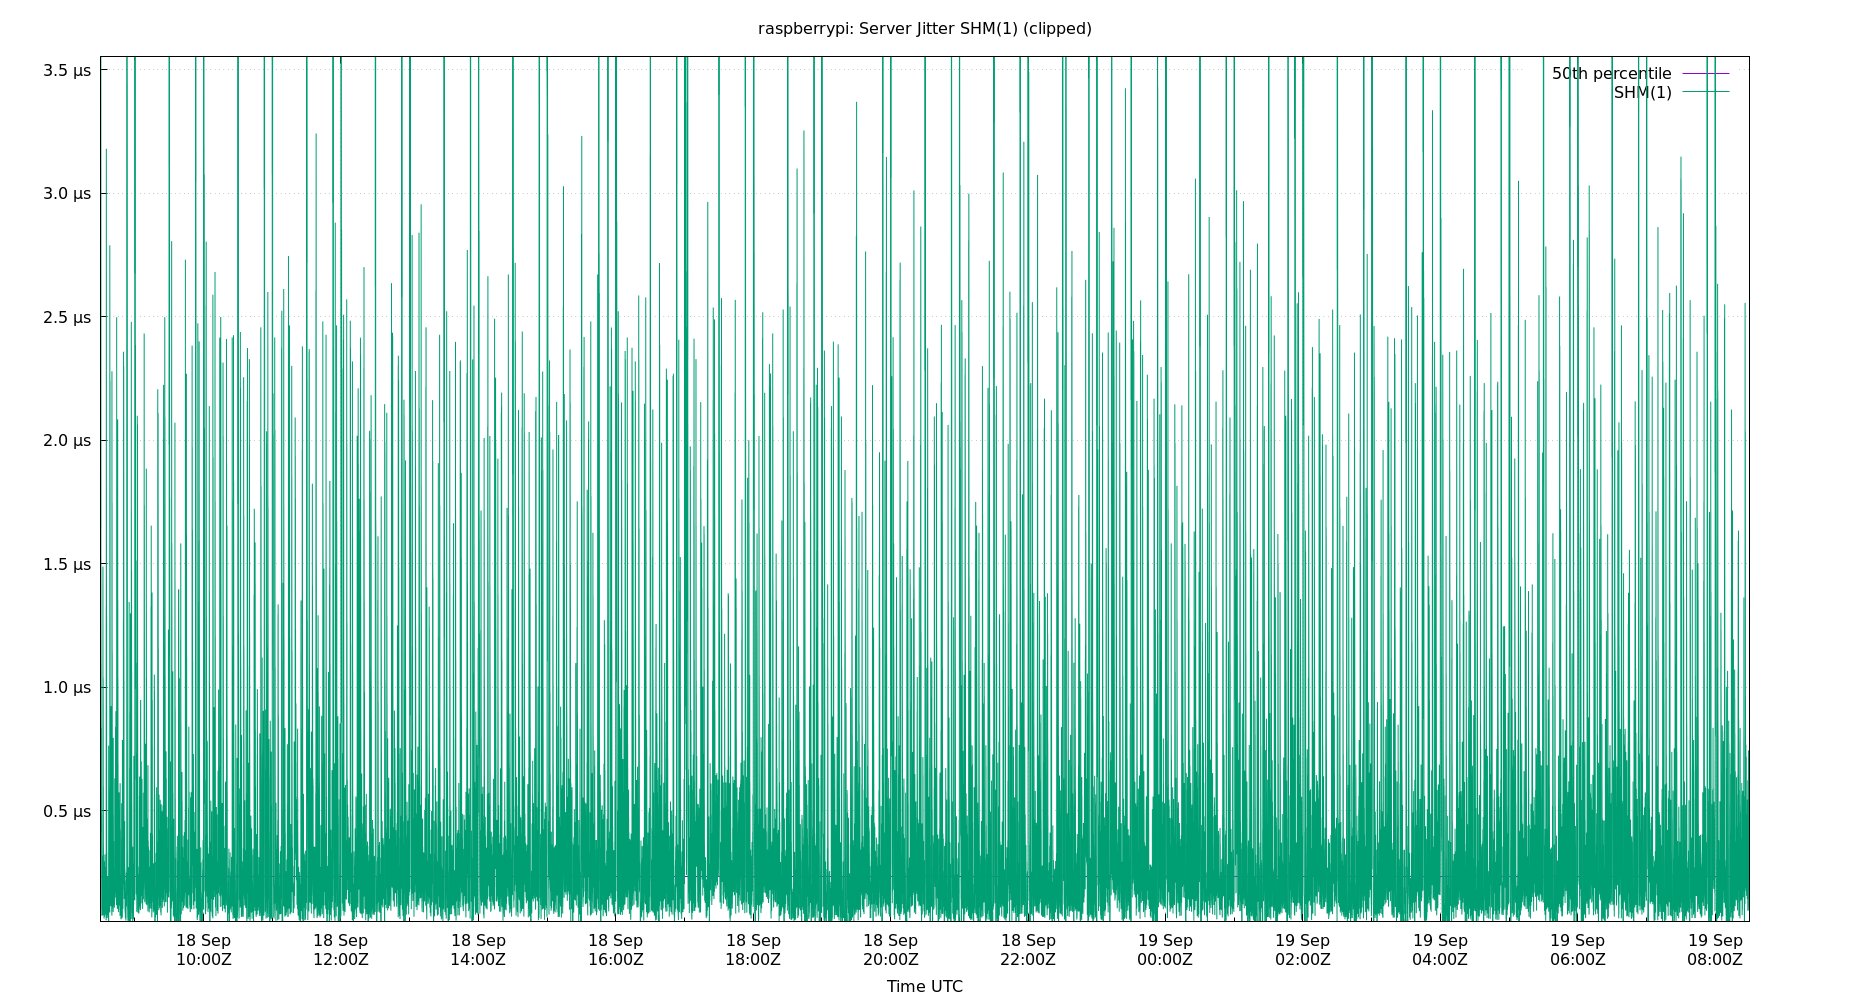 raspberrypi: Server Jitter SHM(1) (clipped)
50th percentile
SHM(1)
3.5 µs
3.0 µs
2.5 µs
2.0 µs
1.5 µs
1.0 µs
0.5 µs
18 Sep 18 Sep 18 Sep 18 Sep 18 Sep 18 Sep 18 Sep 19 Sep 19 Sep 19 Sep 19 Sep 19 Sep
10:00Z 12:00Z 14:00Z 16:00Z 18:00Z 20:00Z 22:00Z 00:00Z 02:00Z 04:00Z 06:00Z 08:00Z
Time UTC